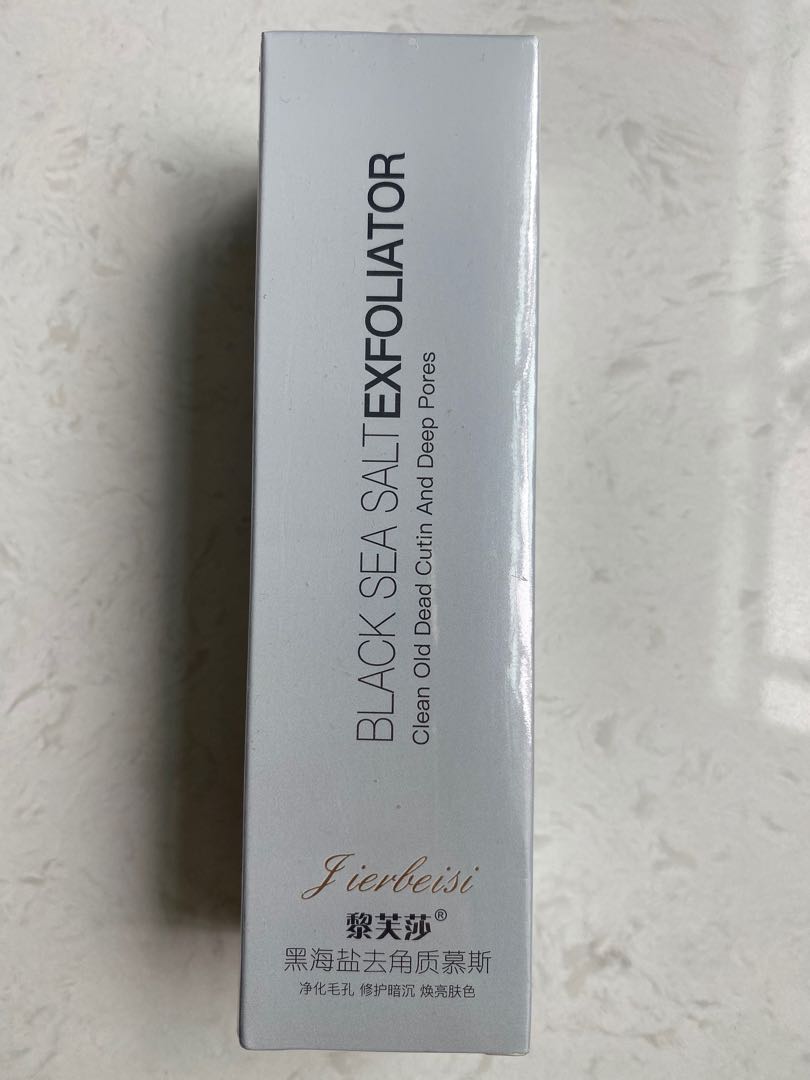 BLACK SEA SALT EXFOLIATOR
Clean Old Dead Cutin And Deep Pores
Jierbeisi
黎芙莎®
黑海盐去角质慕斯
净化毛孔 修护暗沉 焕亮肤色